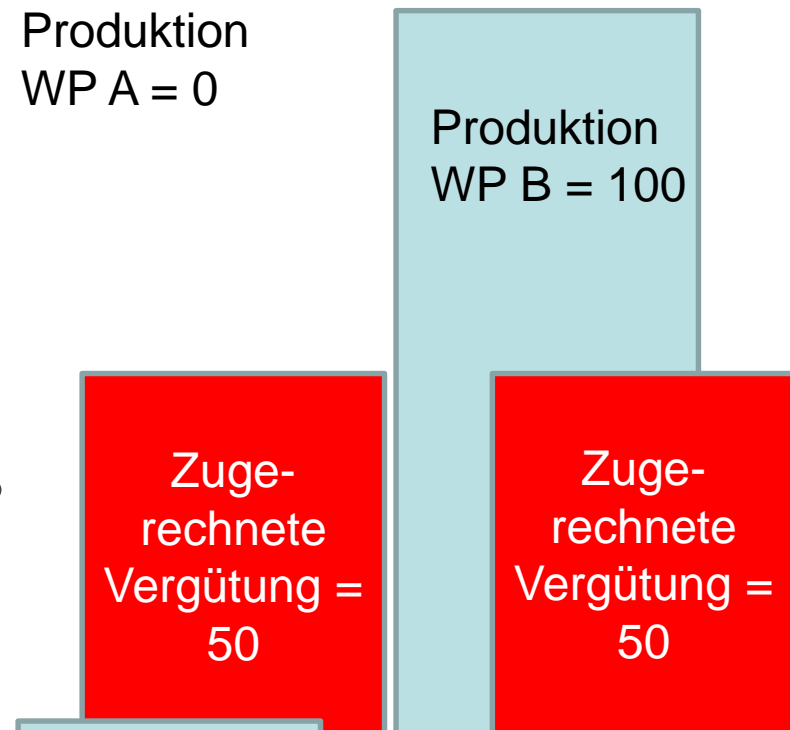 Produktion
WP A = 0
Produktion
WP B = 100
Zuge-
rechnete
Vergütung =
50
Zuge-
rechnete
Vergütung =
50